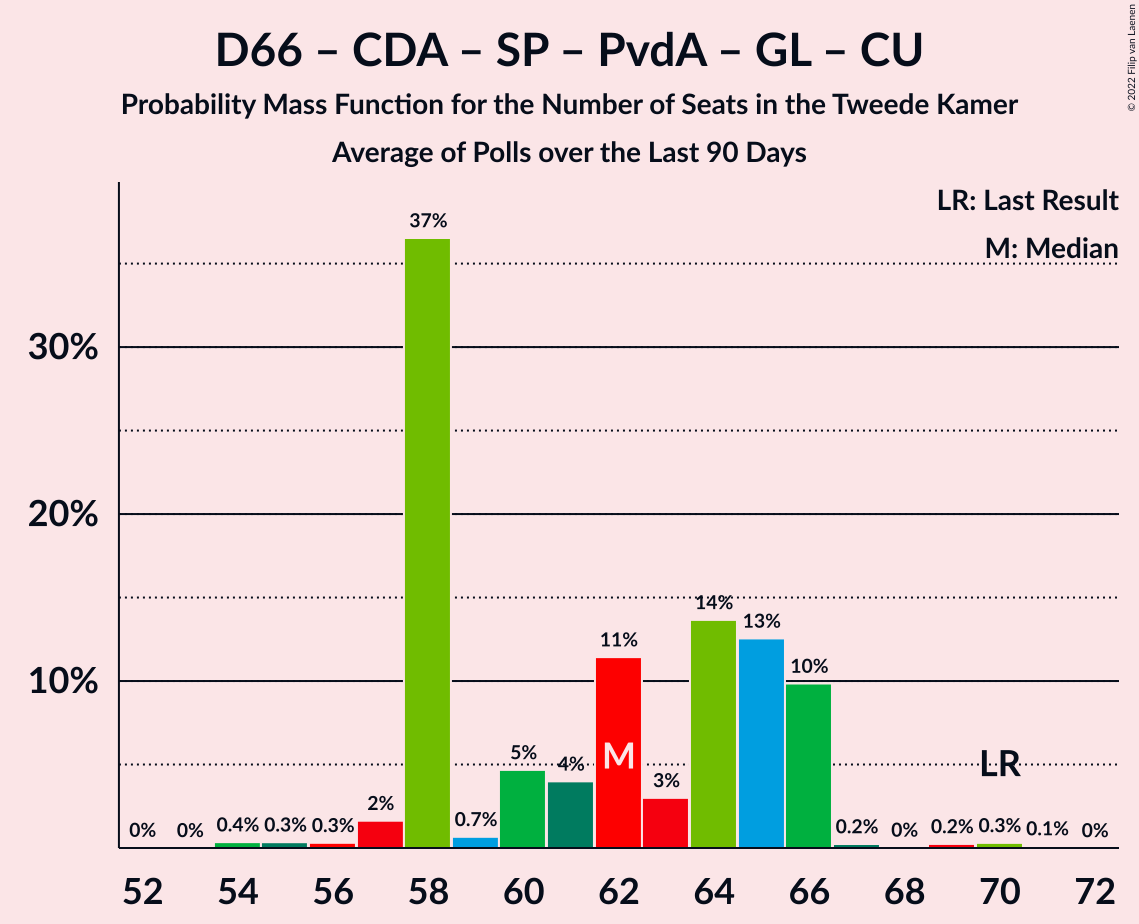 D66 – CDA – SP – PvdA – GL – CU
Probability Mass Function for the Number of Seats in the Tweede Kamer
Average of Polls over the Last 90 Days
© 2022 Filip van Laenen
LR: Last Result
M: Median
37%
30%
20%
14%
13%
11%
10%
10%
5%
4%
M
LR
3%
2%
0.7%
0% 0% 0.4% 0.3% 0.3%
0.2% 0% 0.2% 0.3% 0.1% 0%
52 54 56 58 60 62 64 66 68 70 72